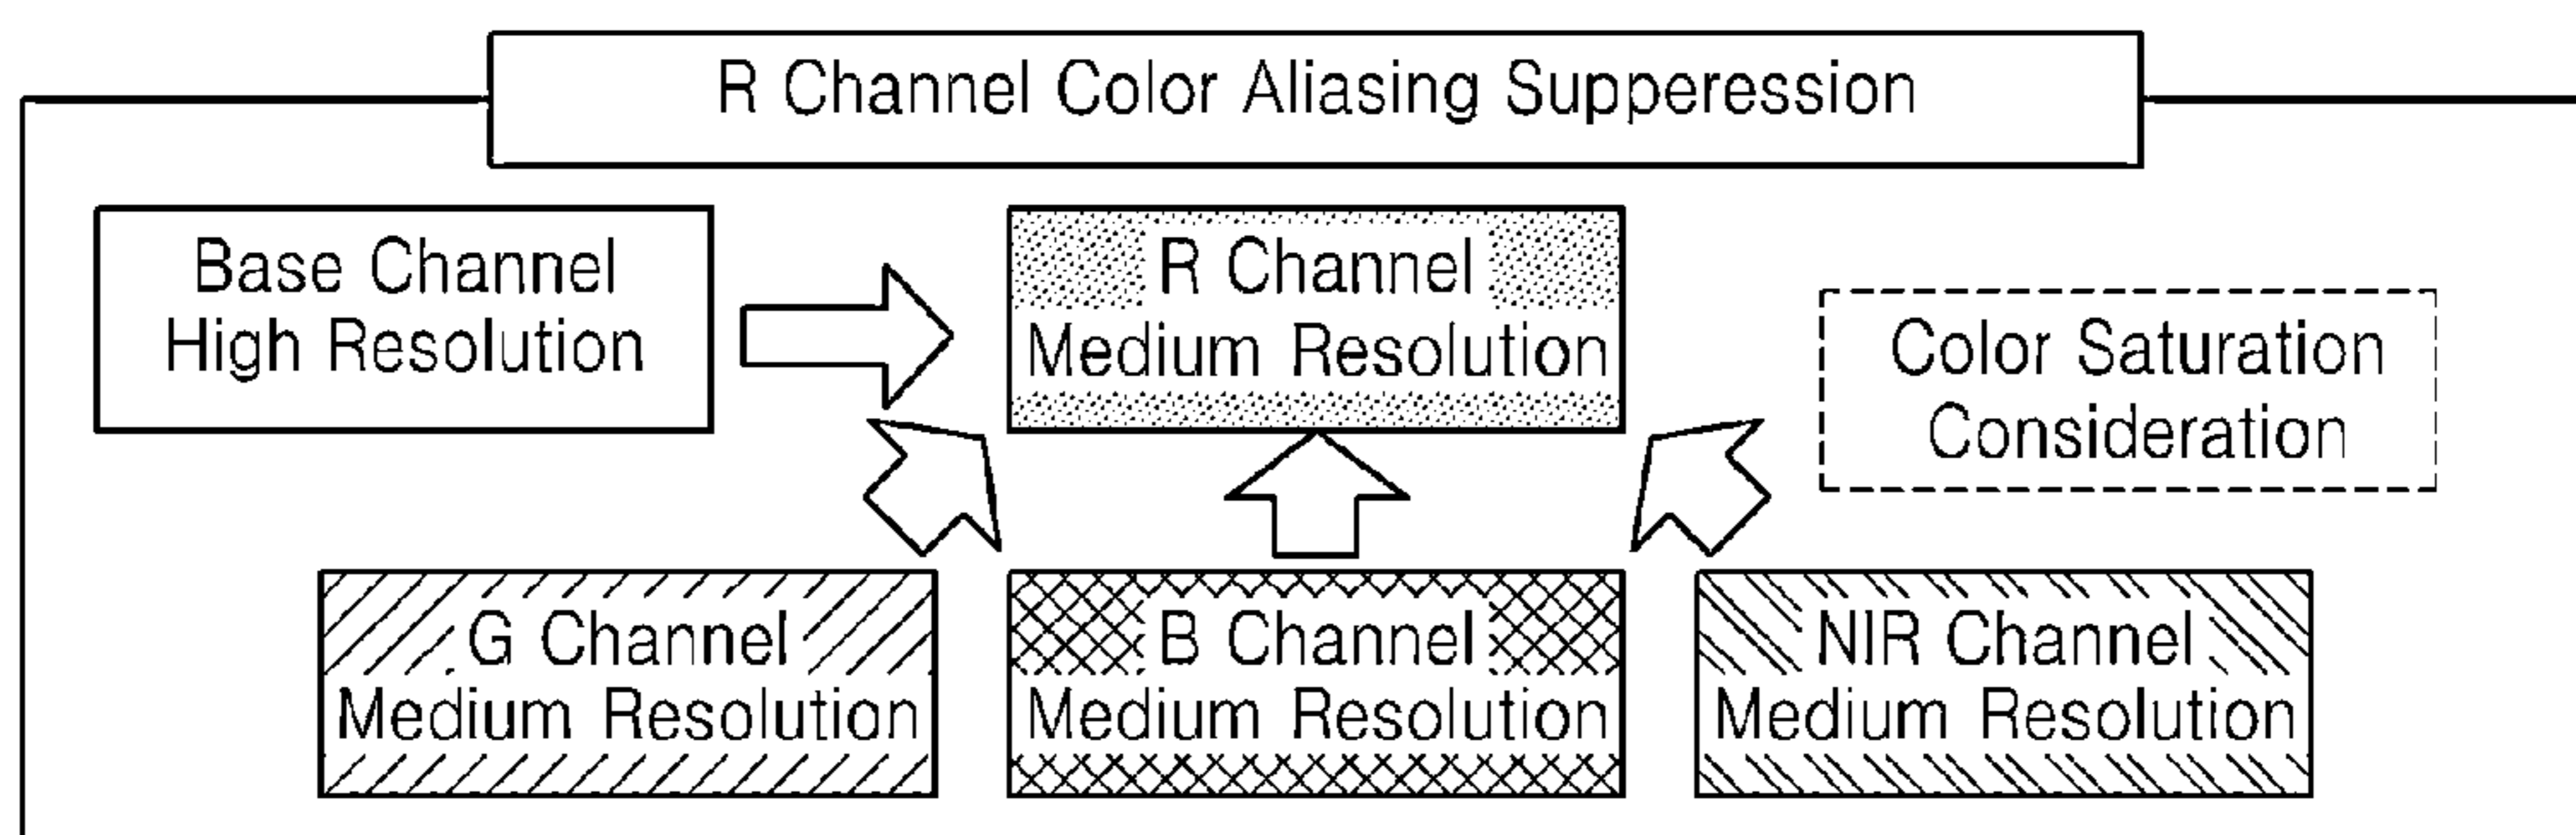 R Channel Color Aliasing Supperession
Base Channel
High Resolution
R Channel
Medium Resolution
Color Saturation
Consideration
G Channel
Medium Resolution
B Channel
Medium Resolution
NIR Channel
Medium Resolution